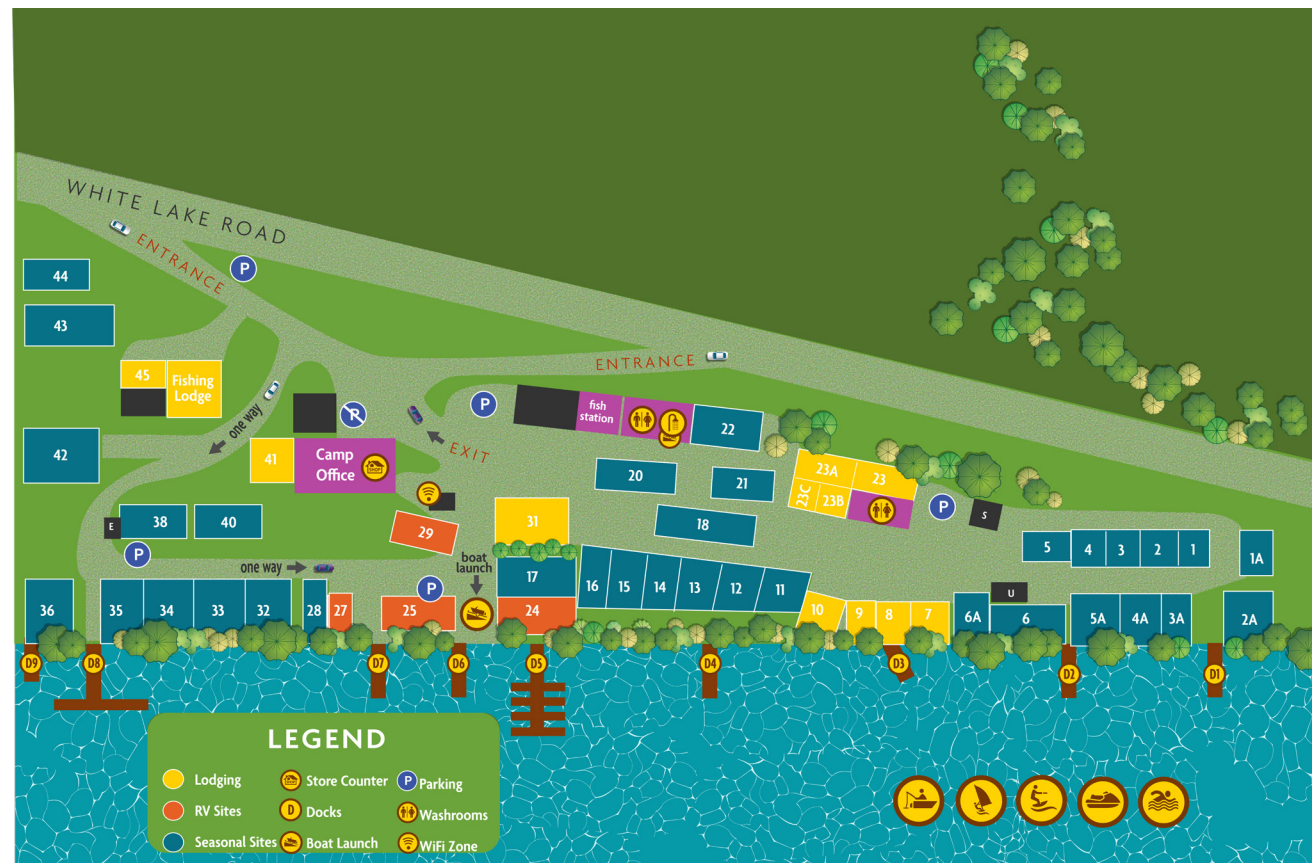 WHITE LAKE ROAD
ENTRANCE
P
44
43
45
Fishing
Lodge
one way
ENTRANCE
P
P
EXIT
fish
station
22
42
41
Camp
Office
SHOP
20
21
23A
23
23C
23B
P
S
E
38
40
29
31
18
P
one way
boat
launch
17
16
15
14
13
12
11
5
4
3
2
1
1A
U
36
35
34
33
32
28
27
25
P
24
10
9
8
7
6A
6
5A
4A
3A
2A
D9
D8
D7
D6
D5
D4
D3
D2
D1
LEGEND
Lodging
Store Counter
P Parking
RV Sites
D Docks
Washrooms
Seasonal Sites
Boat Launch
WiFi Zone